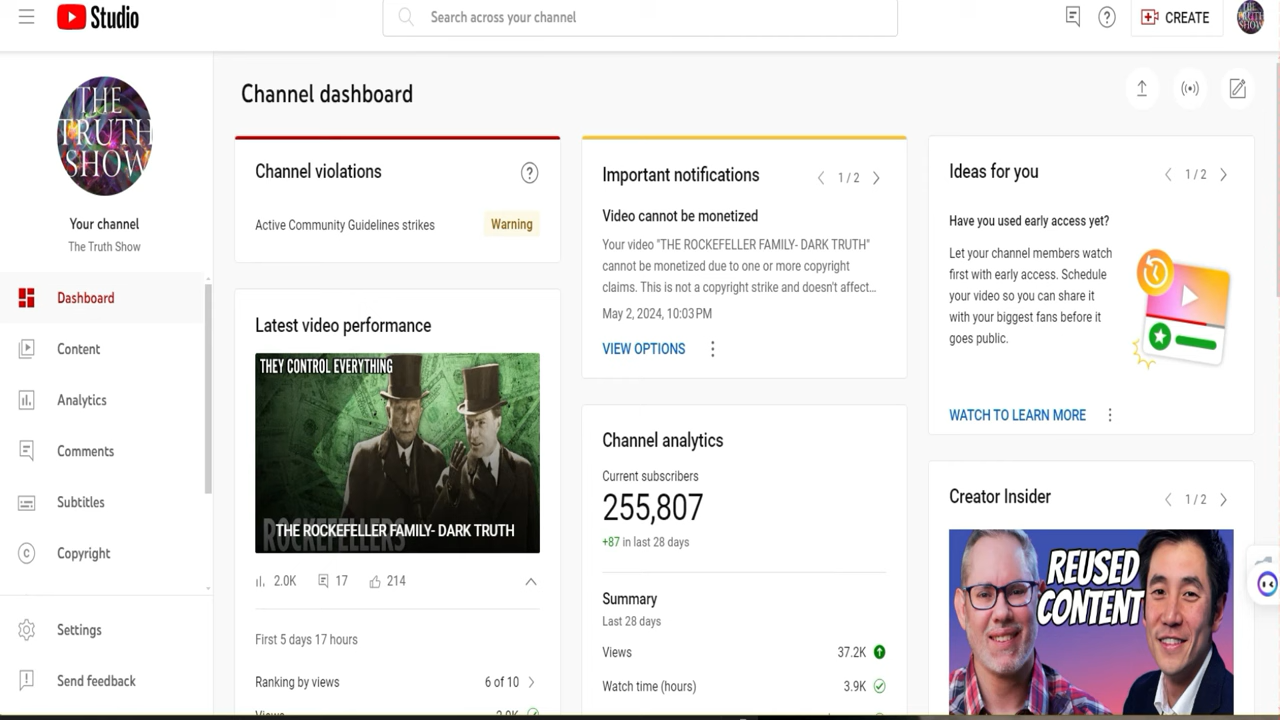 Studio
Search across your channel
CREATE
THE
TRUTH
SHOW
THE
TRUTH
SHOW
Your channel
The Truth Show
Dashboard
Content
Analytics
Comments
Subtitles
Copyright
Settings
Send feedback
Channel dashboard
Channel violations
Active Community Guidelines strikes
Warning
Latest video performance
THEY CONTROL EVERYTHING
ROCKEFELLERS
THE ROCKEFELLER FAMILY- DARK TRUTH
2.0K 17 214
First 5 days 17 hours
Ranking by views 6 of 10
Important notifications 1 / 2
Video cannot be monetized
Your video "THE ROCKEFELLER FAMILY- DARK TRUTH"
cannot be monetized due to one or more copyright
claims. This is not a copyright strike and doesn't affect…
May 2, 2024, 10:03 PM
VIEW OPTIONS
Channel analytics
Current subscribers
255,807
+87 in last 28 days
Summary
Last 28 days
Views 37.2K
Watch time (hours) 3.9K
Ideas for you 1 / 2
Have you used early access yet?
Let your channel members watch
first with early access. Schedule
your video so you can share it
with your biggest fans before it
goes public.
WATCH TO LEARN MORE
Creator Insider 1 / 2
REUSED
CONTENT